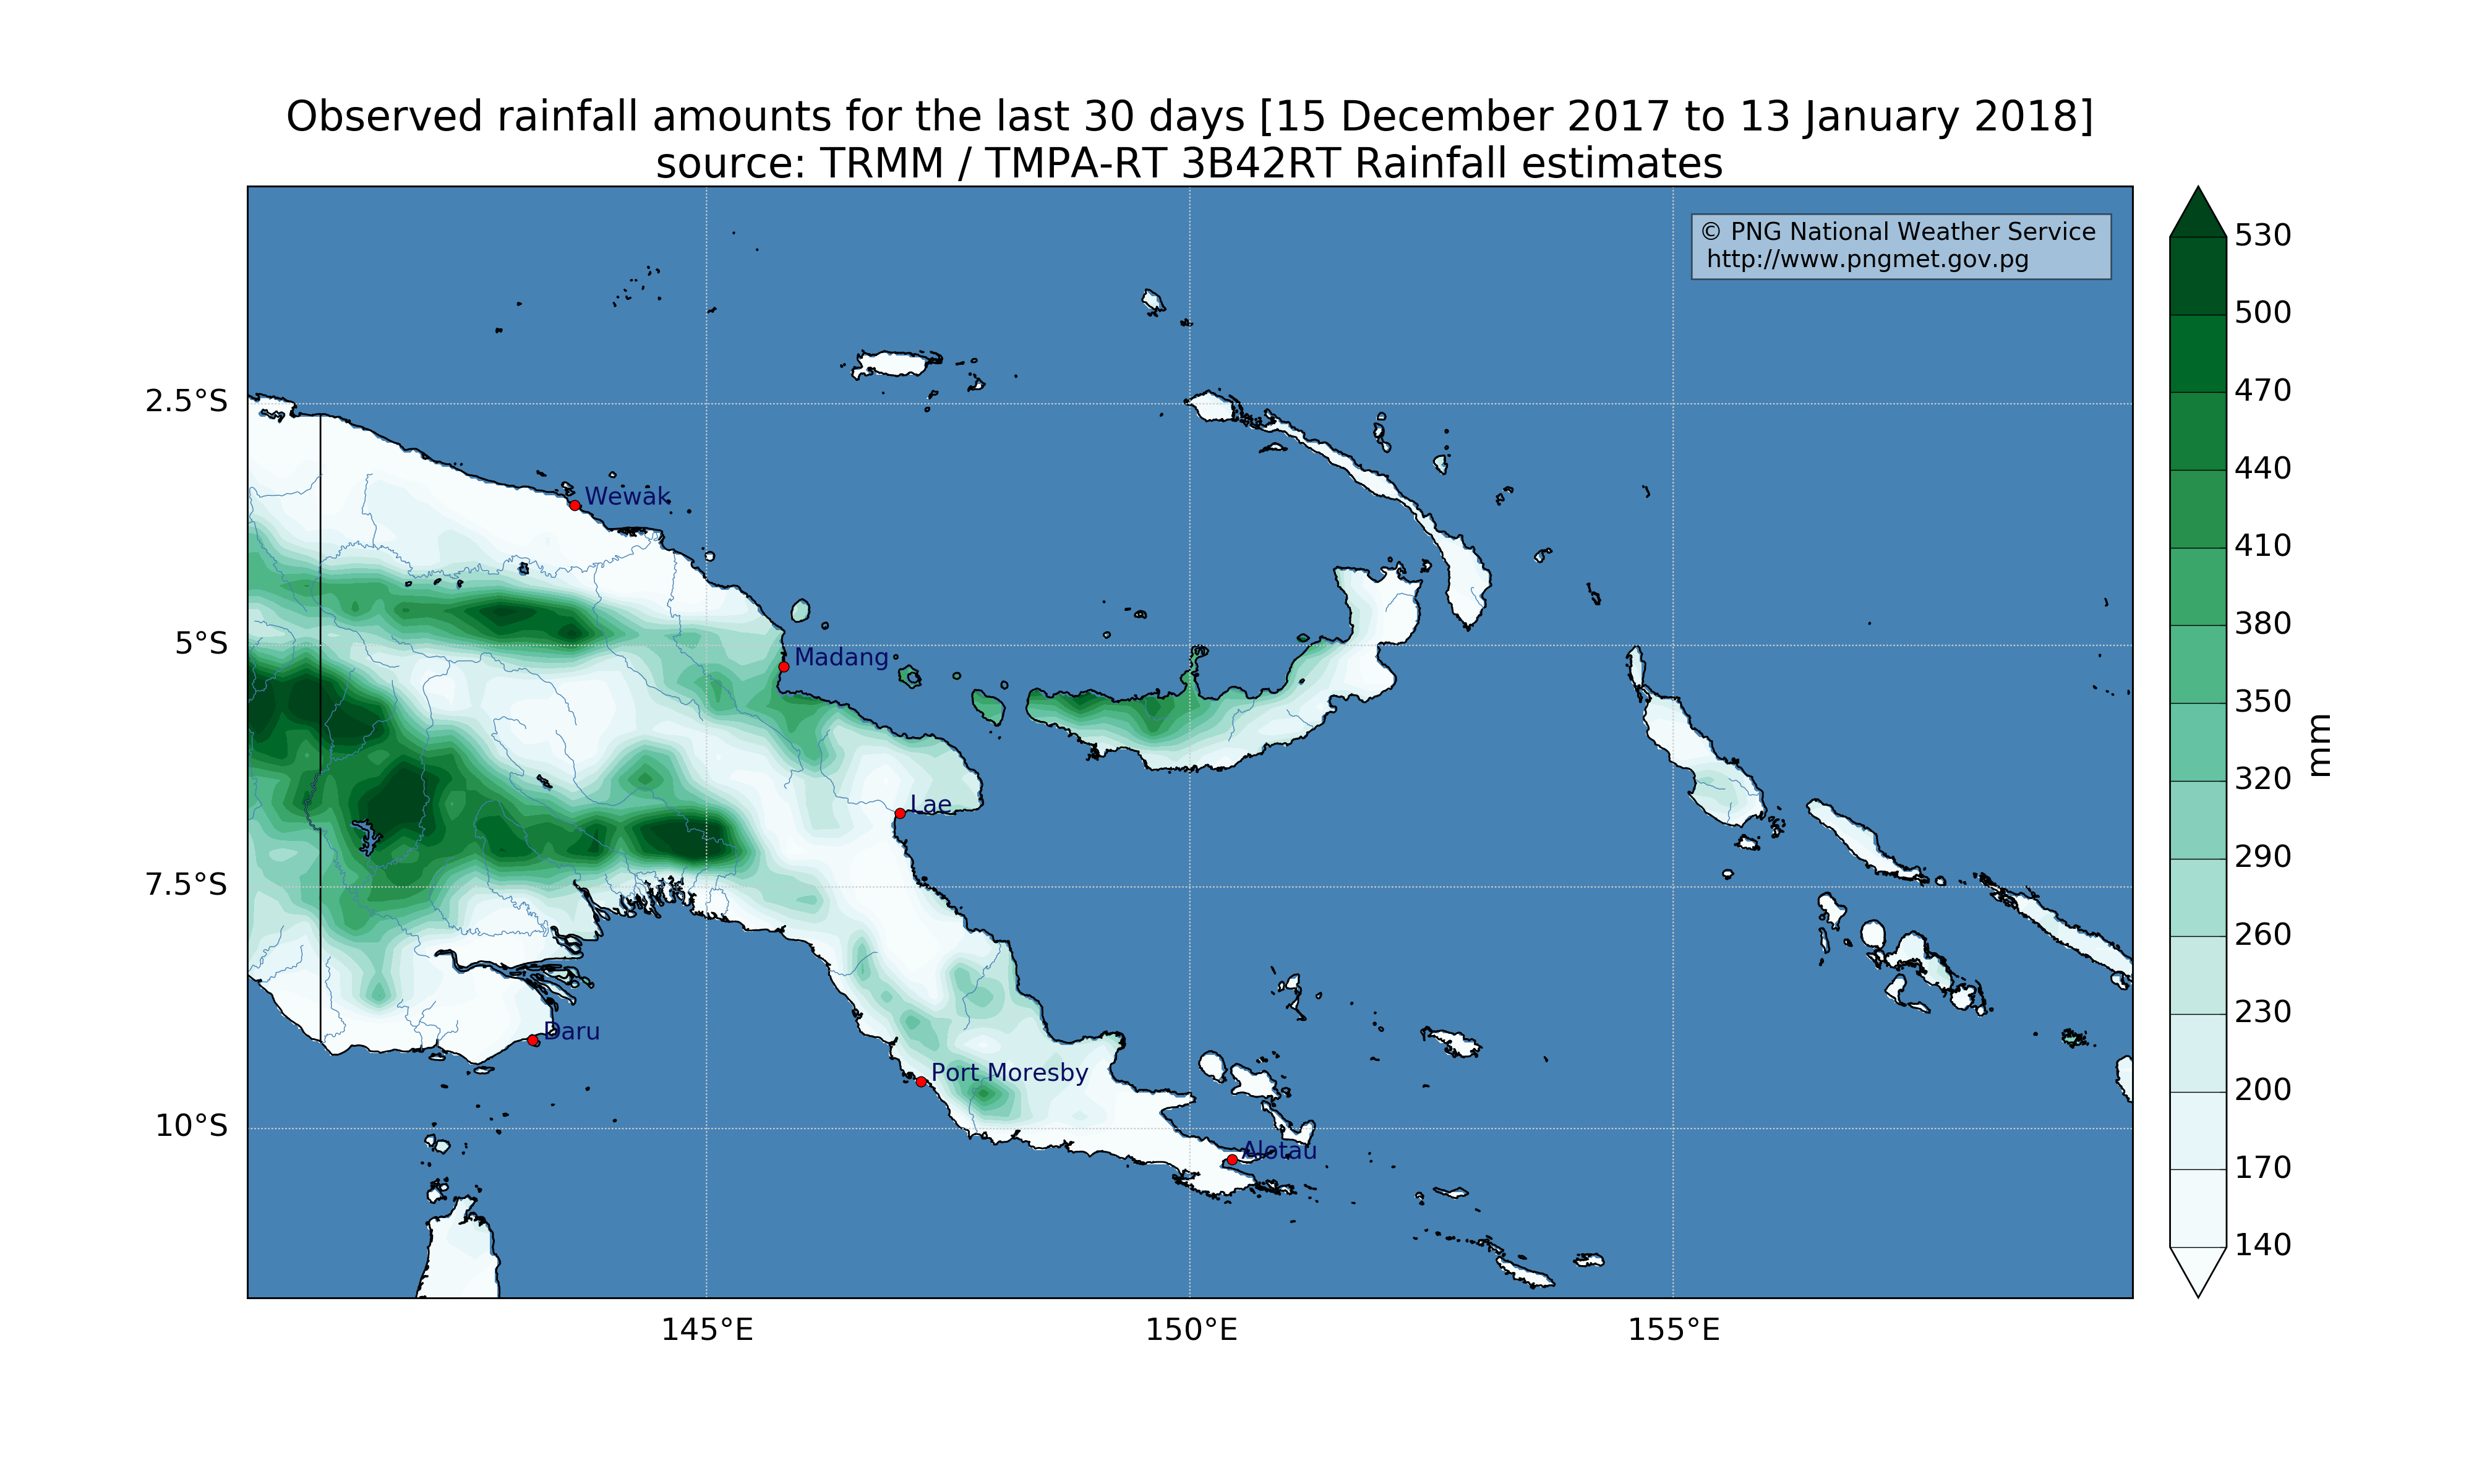 Observed rainfall amounts for the last 30 days [15 December 2017 to 13 January 2018]
source: TRMM / TMPA-RT 3B42RT Rainfall estimates
© PNG National Weather Service
http://www.pngmet.gov.pg
2.5°S
5°S
7.5°S
10°S
Wewak
Madang
Lae
Daru
Port Moresby
Alotau
145°E
150°E
155°E
530
500
470
440
410
380
350
320
290
260
230
200
170
140
mm